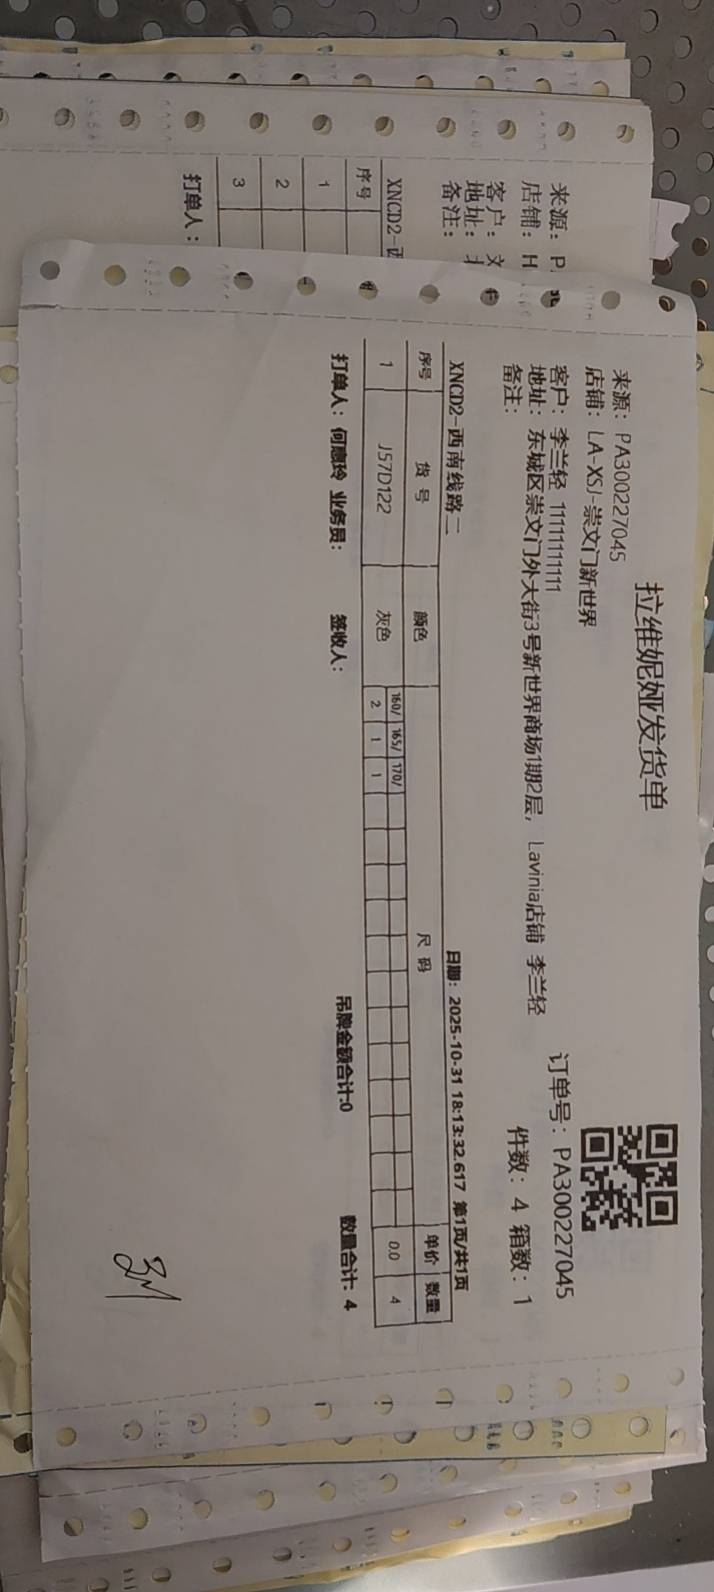 来源：P
店铺：H
客户：
地址：
备注：
XNCD2-西
序号
1
2
3
打单人：
拉维妮娅发货单
来源：PA300227045
店铺：LA-XSJ-崇文门新世界
订单号：PA300227045
客户：李兰轻 11111111111
地址：东城区崇文门外大街3号新世界商场1期2层， Lavinia店铺 李兰轻
件数：4 箱数：1
备注：
XNCD2-西南线路二 日期：2025-10-31 18:13:32.617 第1页/共1页
序号 货号 颜色 尺码 单价 数量
160/ 165/ 170/
1 J57D122 灰色 2 1 1 0.0 4
打单人：何惠玲 业务员： 签收人： 吊牌金额合计:0 数量合计：4